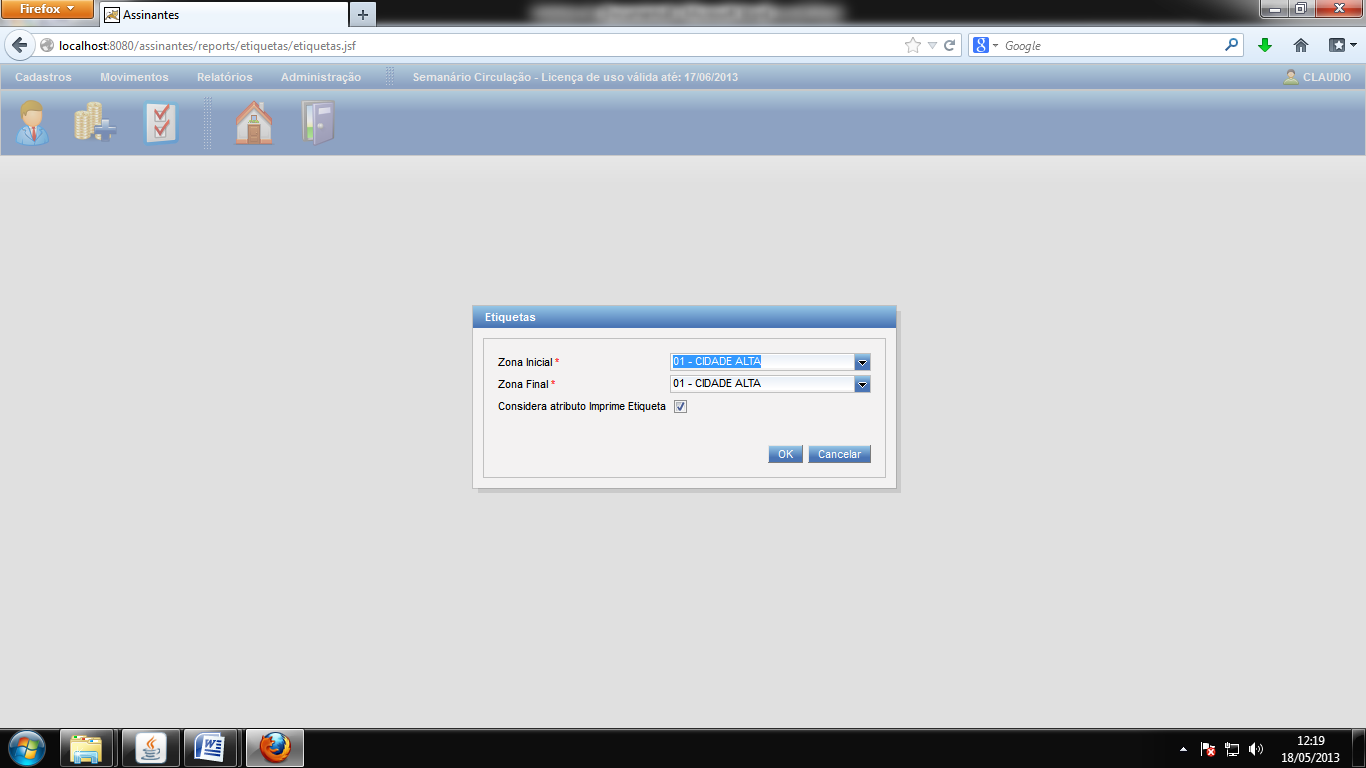 Firefox
Assinantes
localhost:8080/assinantes/reports/etiquetas/etiquetas.jsf
Google
Cadastros Movimentos Relatórios Administração Semanário Circulação - Licença de uso válida até: 17/06/2013 CLAUDIO
Etiquetas
Zona Inicial * 01 - CIDADE ALTA
Zona Final * 01 - CIDADE ALTA
Considera atributo Imprime Etiqueta
OK Cancelar
12:19
18/05/2013